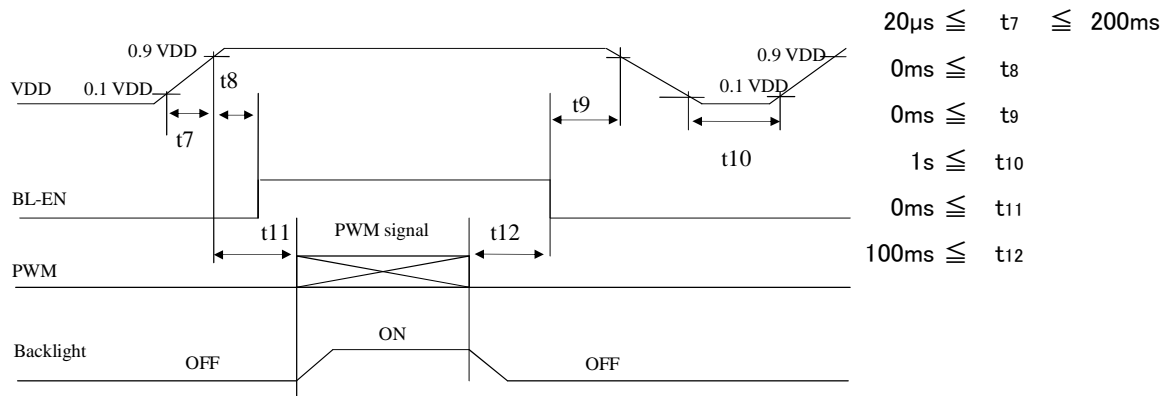 20μs ≦ t7 ≦ 200ms
0.9 VDD
0.9 VDD
0ms ≦ t8
VDD
0.1 VDD
t8
t9
0.1 VDD
0ms ≦ t9
t7
t10
1s ≦ t10
BL-EN
0ms ≦ t11
t11
PWM signal
t12
100ms ≦ t12
PWM
ON
Backlight
OFF
OFF